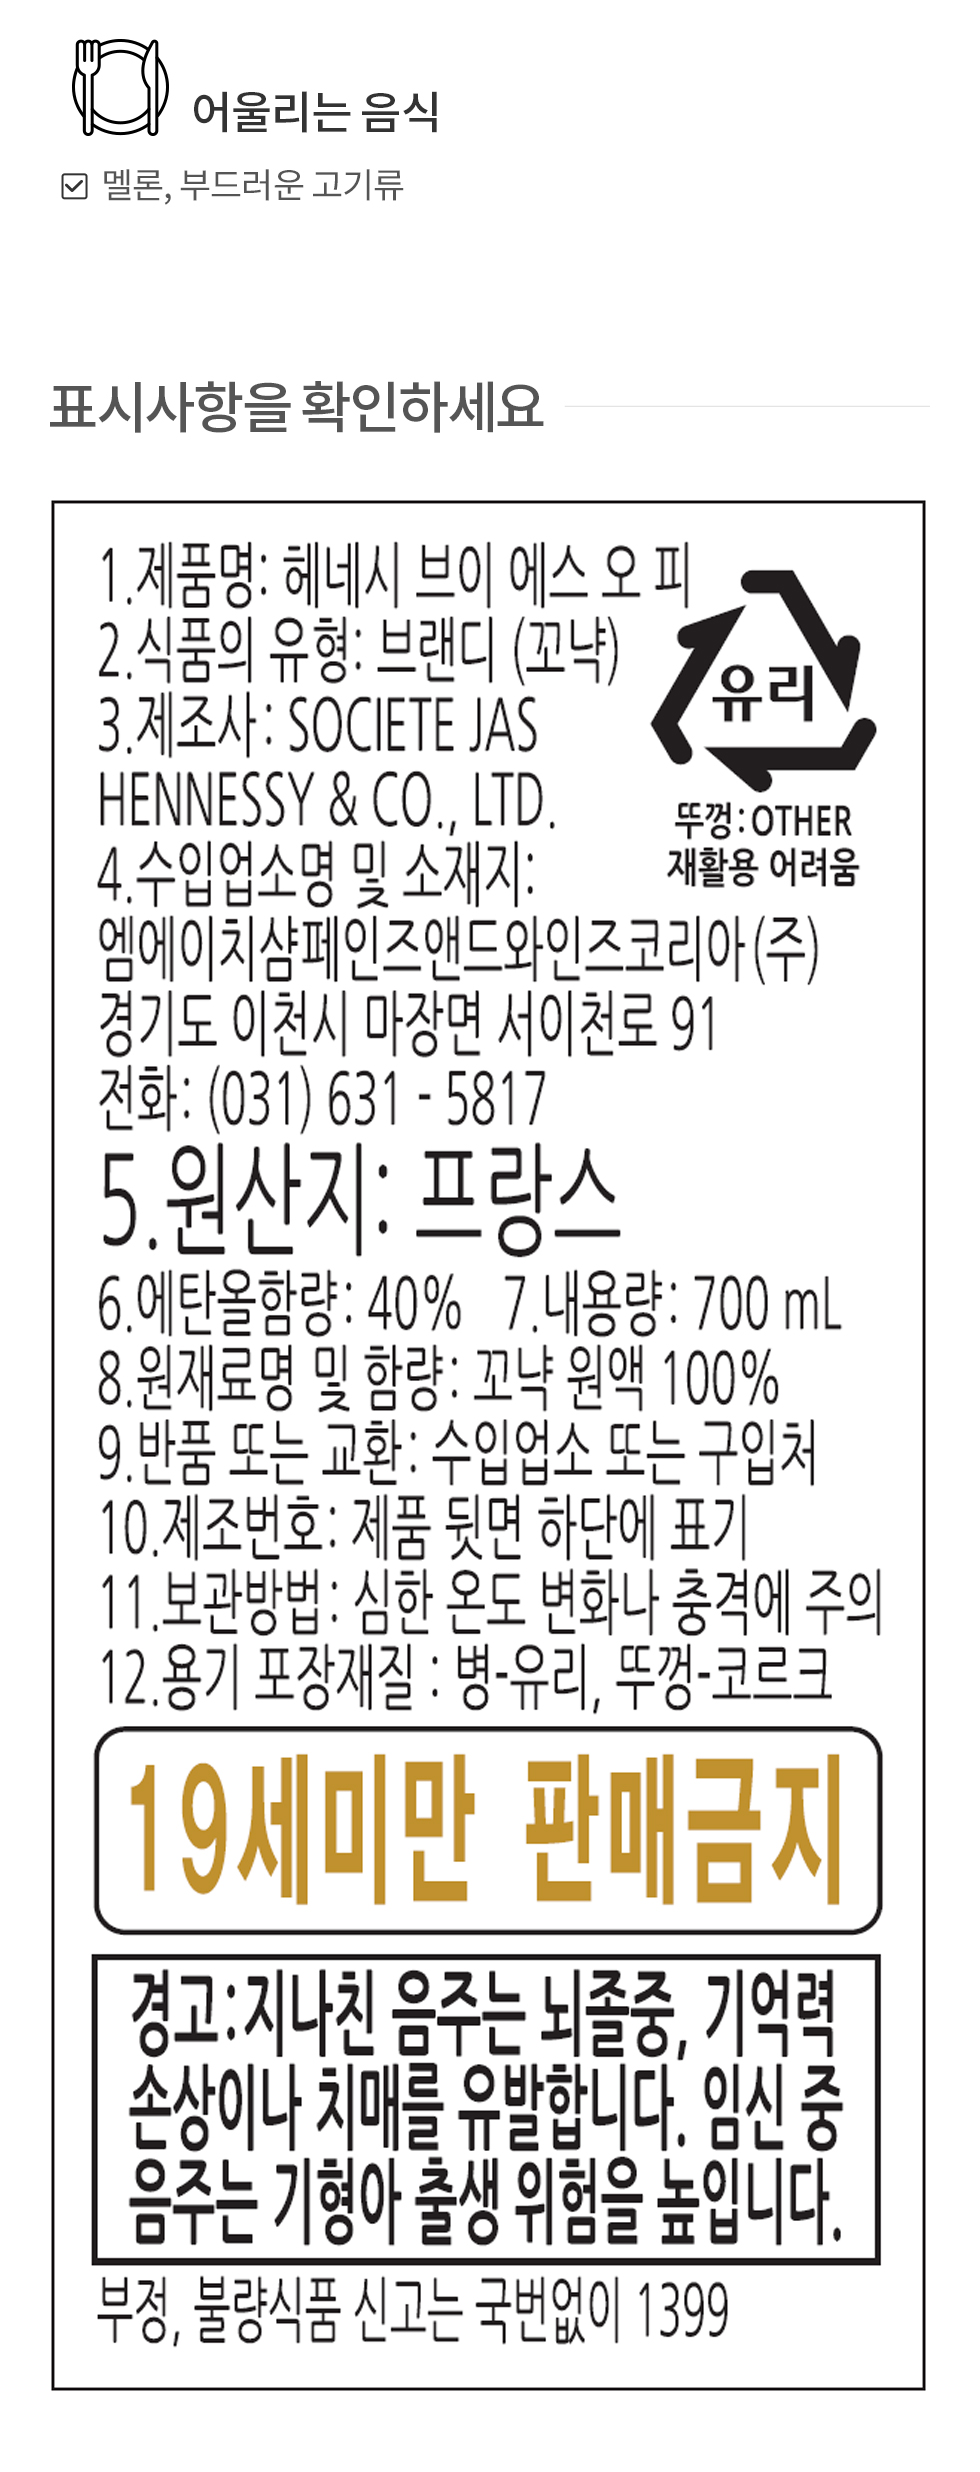 어울리는 음식
멜론, 부드러운 고기류
표시사항을 확인하세요
1.제품명: 헤네시 브이 에스 오 피
2.식품의 유형: 브랜디 (꼬냑)
3.제조사: SOCIETE JAS
HENNESSY & CO., LTD.
유리
뚜껑:OTHER
재활용 어려움
4.수입업소명 및 소재지:
엠에이치샴페인즈앤드와인즈코리아(주)
경기도 이천시 마장면 서이천로 91
전화: (031) 631 - 5817
5.원산지: 프랑스
6.에탄올함량: 40% 7.내용량: 700 mL
8.원재료명 및 함량: 꼬냑 원액 100%
9.반품 또는 교환: 수입업소 또는 구입처
10.제조번호: 제품 뒷면 하단에 표기
11.보관방법: 심한 온도 변화나 충격에 주의
12.용기 포장재질 : 병-유리, 뚜껑-코르크
19세미만 판매금지
경고:지나친 음주는 뇌졸중, 기억력
손상이나 치매를 유발합니다. 임신 중
음주는 기형아 출생 위험을 높입니다.
부정, 불량식품 신고는 국번없이 1399